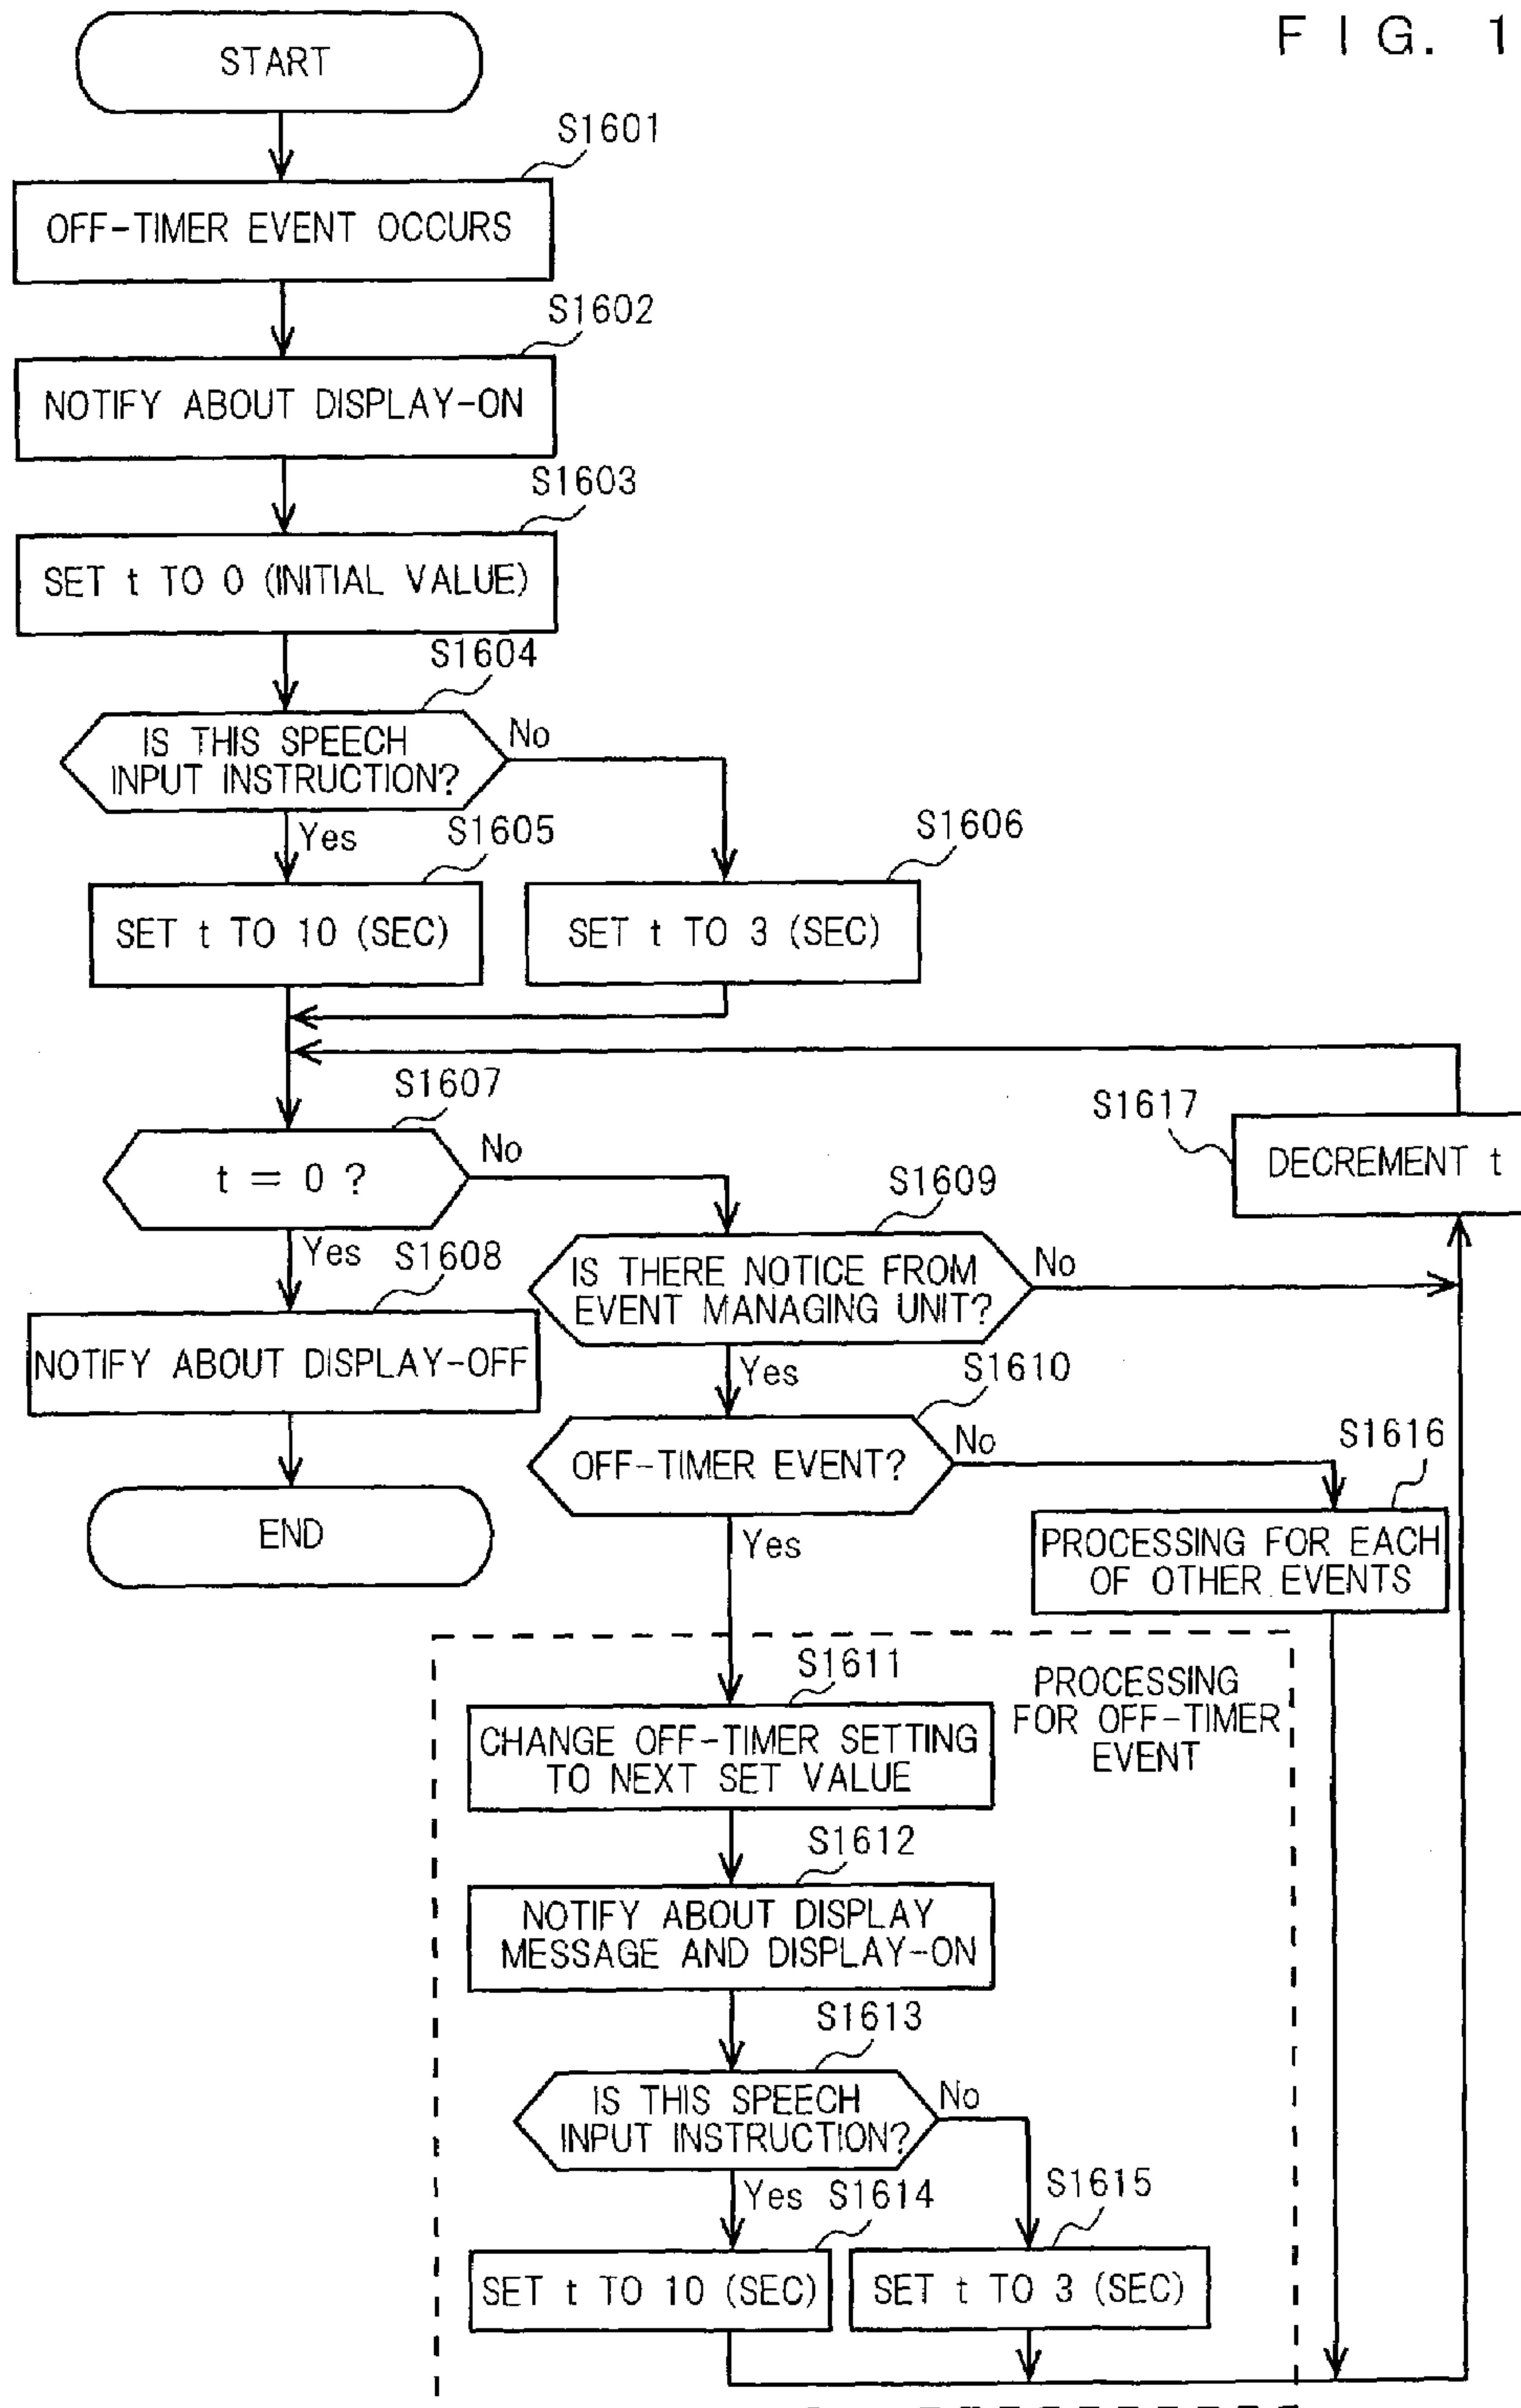 FIG. 1
START
S1601
OFF-TIMER EVENT OCCURS
S1602
NOTIFY ABOUT DISPLAY-ON
S1603
SET t TO 0 (INITIAL VALUE)
S1604
IS THIS SPEECH
INPUT INSTRUCTION?
No
Yes
S1605
S1606
SET t TO 10 (SEC)
SET t TO 3 (SEC)
S1607
S1617
t = 0 ?
No
DECREMENT t
S1609
Yes
S1608
IS THERE NOTICE FROM
EVENT MANAGING UNIT?
No
NOTIFY ABOUT DISPLAY-OFF
Yes
S1610
OFF-TIMER EVENT?
No
S1616
END
Yes
PROCESSING FOR EACH
OF OTHER EVENTS
S1611
PROCESSING
FOR OFF-TIMER
EVENT
CHANGE OFF-TIMER SETTING
TO NEXT SET VALUE
S1612
NOTIFY ABOUT DISPLAY
MESSAGE AND DISPLAY-ON
S1613
IS THIS SPEECH
INPUT INSTRUCTION?
No
Yes
S1614
S1615
SET t TO 10 (SEC)
SET t TO 3 (SEC)